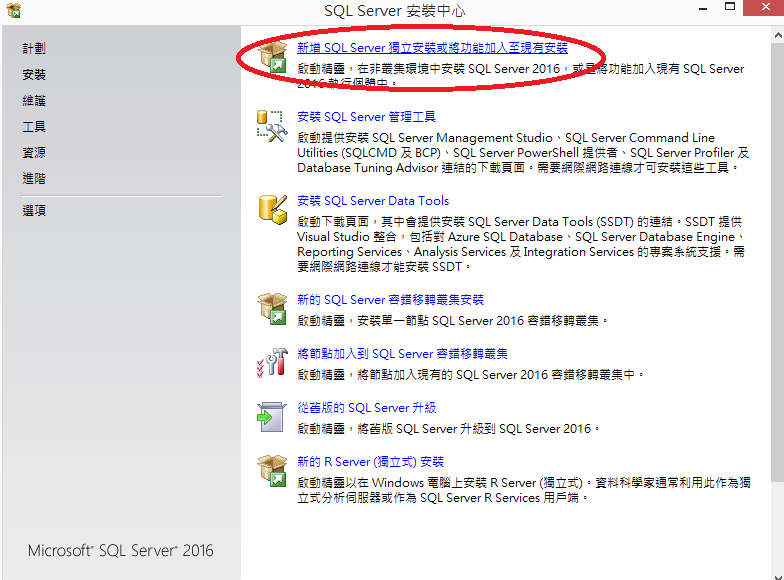 SQL Server 安裝中心
計劃
安裝
維護
工具
資源
進階
選項
新增 SQL Server 獨立安裝或將功能加入至現有安裝
啟動精靈，在非叢集環境中安裝 SQL Server 2016，或是將功能加入現有 SQL Server
2016 執行個體中。
安裝 SQL Server 管理工具
啟動提供安裝 SQL Server Management Studio、SQL Server Command Line
Utilities (SQLCMD 及 BCP)、SQL Server PowerShell 提供者、SQL Server Profiler 及
Database Tuning Advisor 連結的下載頁面。需要網際網路連線才可安裝這些工具。
安裝 SQL Server Data Tools
啟動下載頁面，其中會提供安裝 SQL Server Data Tools (SSDT) 的連結。SSDT 提供
Visual Studio 整合，包括對 Azure SQL Database、SQL Server Database Engine、
Reporting Services、Analysis Services 及 Integration Services 的專案系統支援。需
要網際網路連線才能安裝 SSDT。
新的 SQL Server 容錯移轉叢集安裝
啟動精靈，安裝單一節點 SQL Server 2016 容錯移轉叢集。
將節點加入到 SQL Server 容錯移轉叢集
啟動精靈，將節點加入現有的 SQL Server 2016 容錯移轉叢集中。
從舊版的 SQL Server 升級
啟動精靈，將舊版 SQL Server 升級到 SQL Server 2016。
新的 R Server (獨立式) 安裝
啟動精靈以在 Windows 電腦上安裝 R Server (獨立式)。資料科學家通常利用此作為獨
立式分析伺服器或作為 SQL Server R Services 用戶端。
Microsoft® SQL Server® 2016